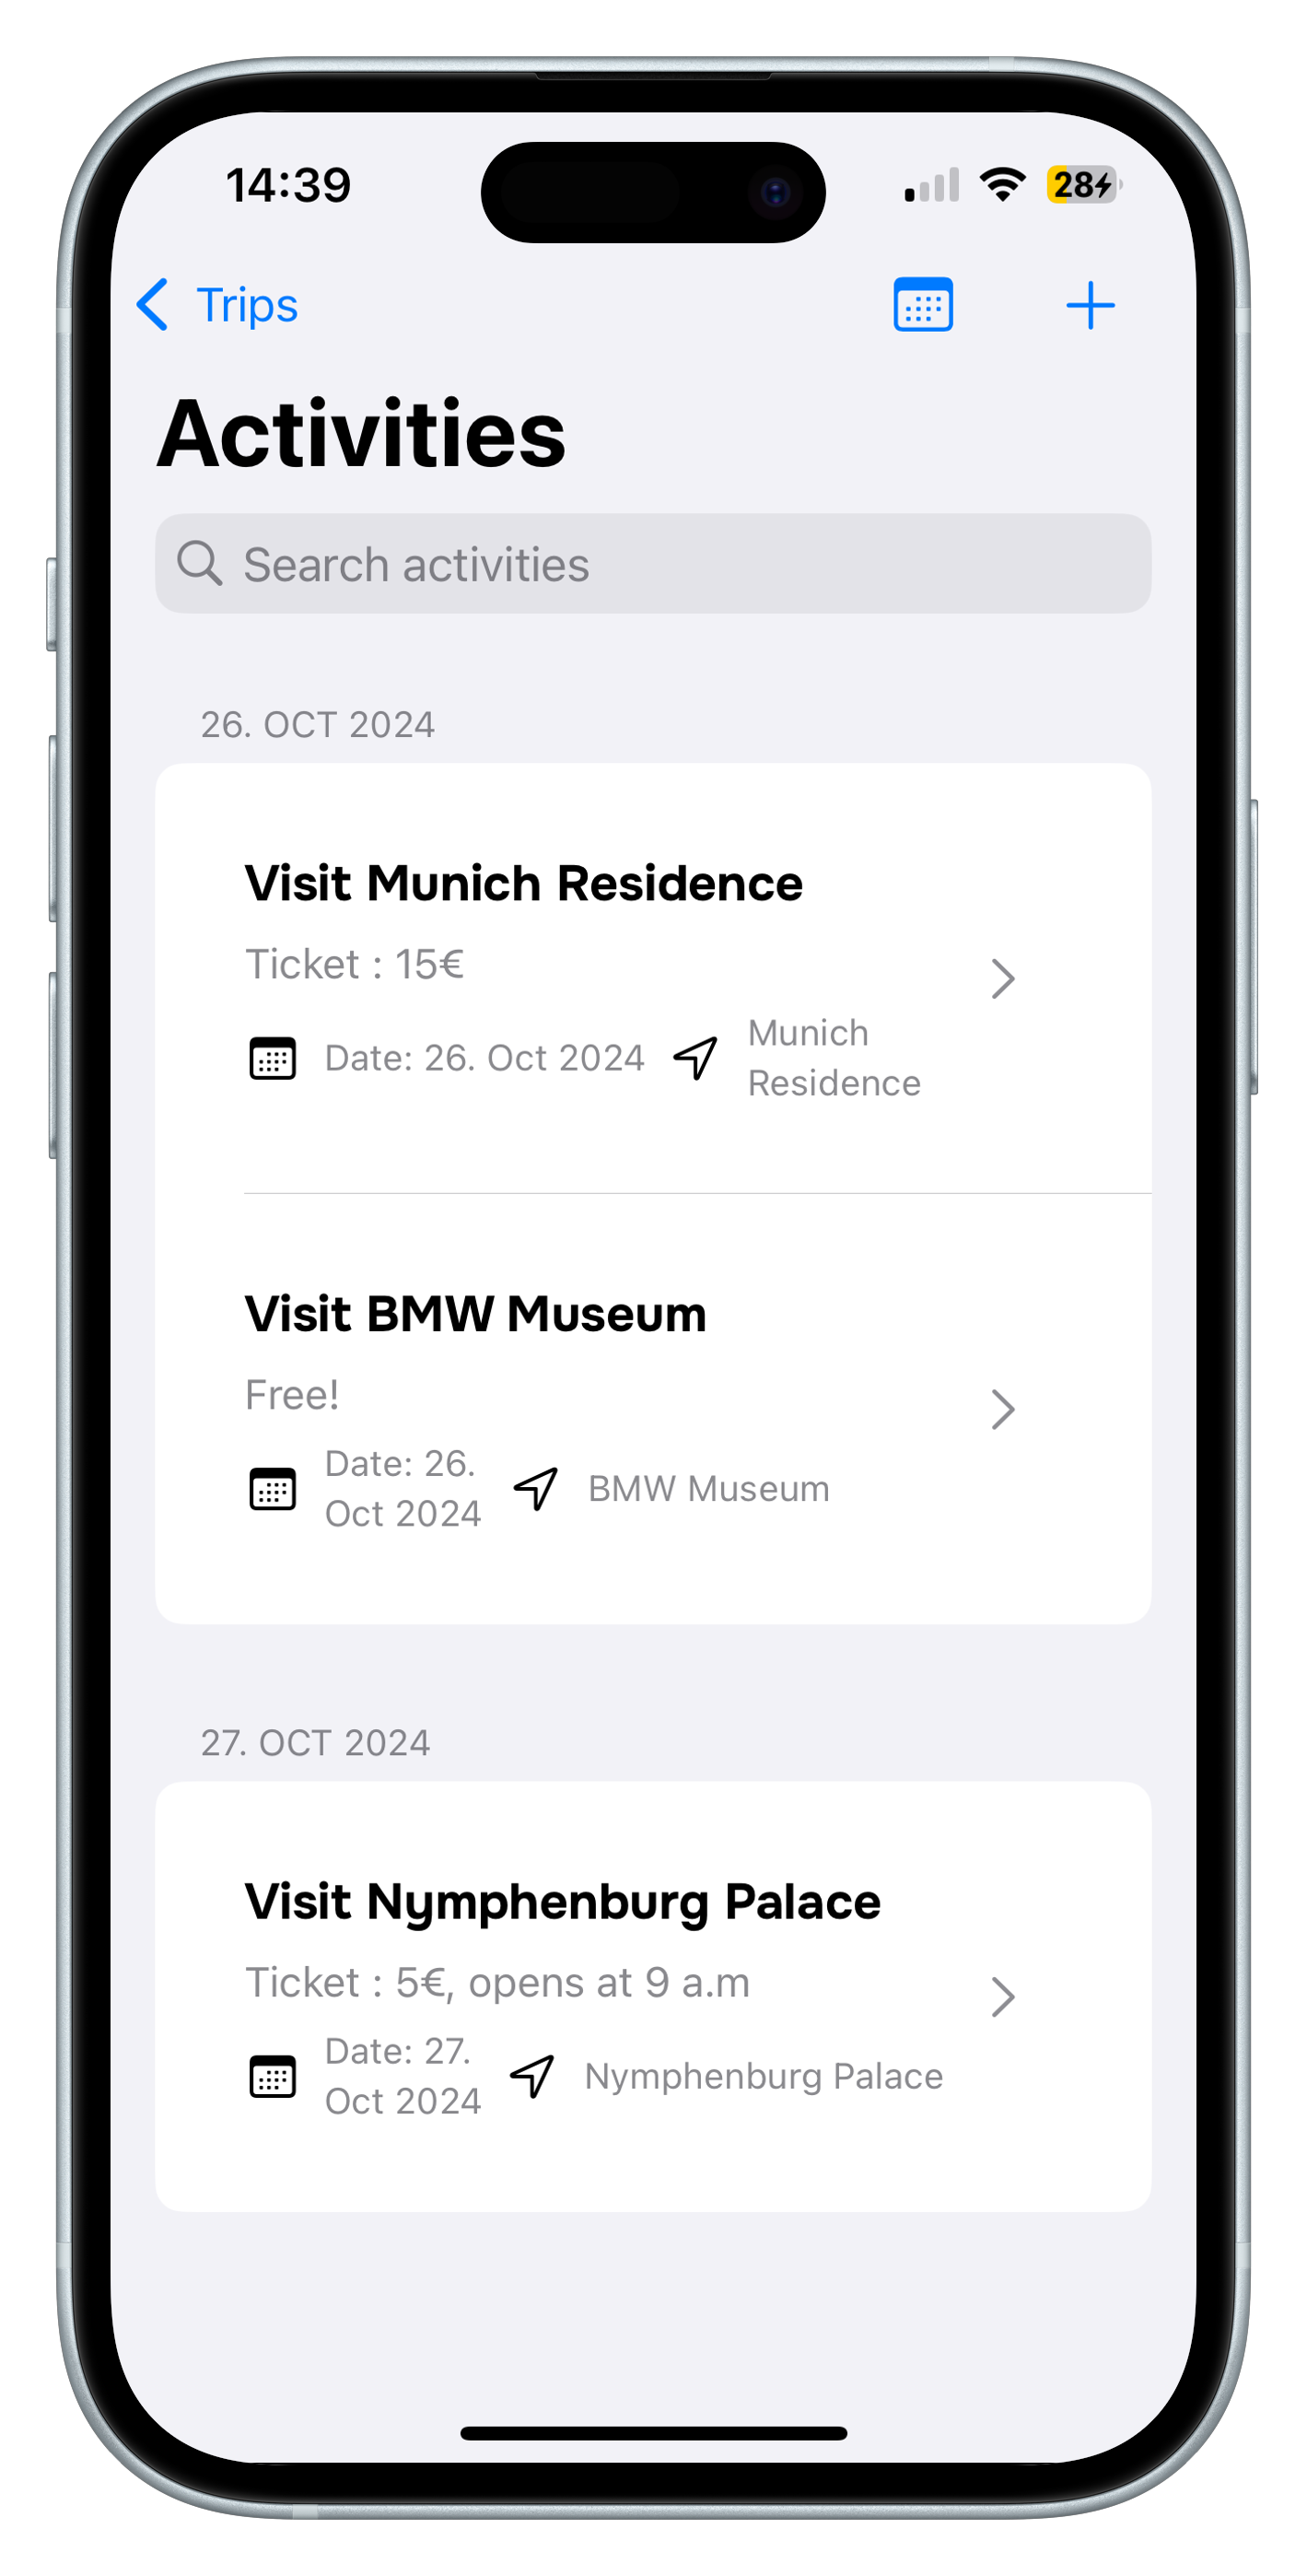 14:39
28
Trips
Activities
Search activities
26. OCT 2024
Visit Munich Residence
Ticket : 15€
Date: 26. Oct 2024
Munich
Residence
Visit BMW Museum
Free!
Date: 26.
Oct 2024
BMW Museum
27. OCT 2024
Visit Nymphenburg Palace
Ticket : 5€, opens at 9 a.m
Date: 27.
Oct 2024
Nymphenburg Palace